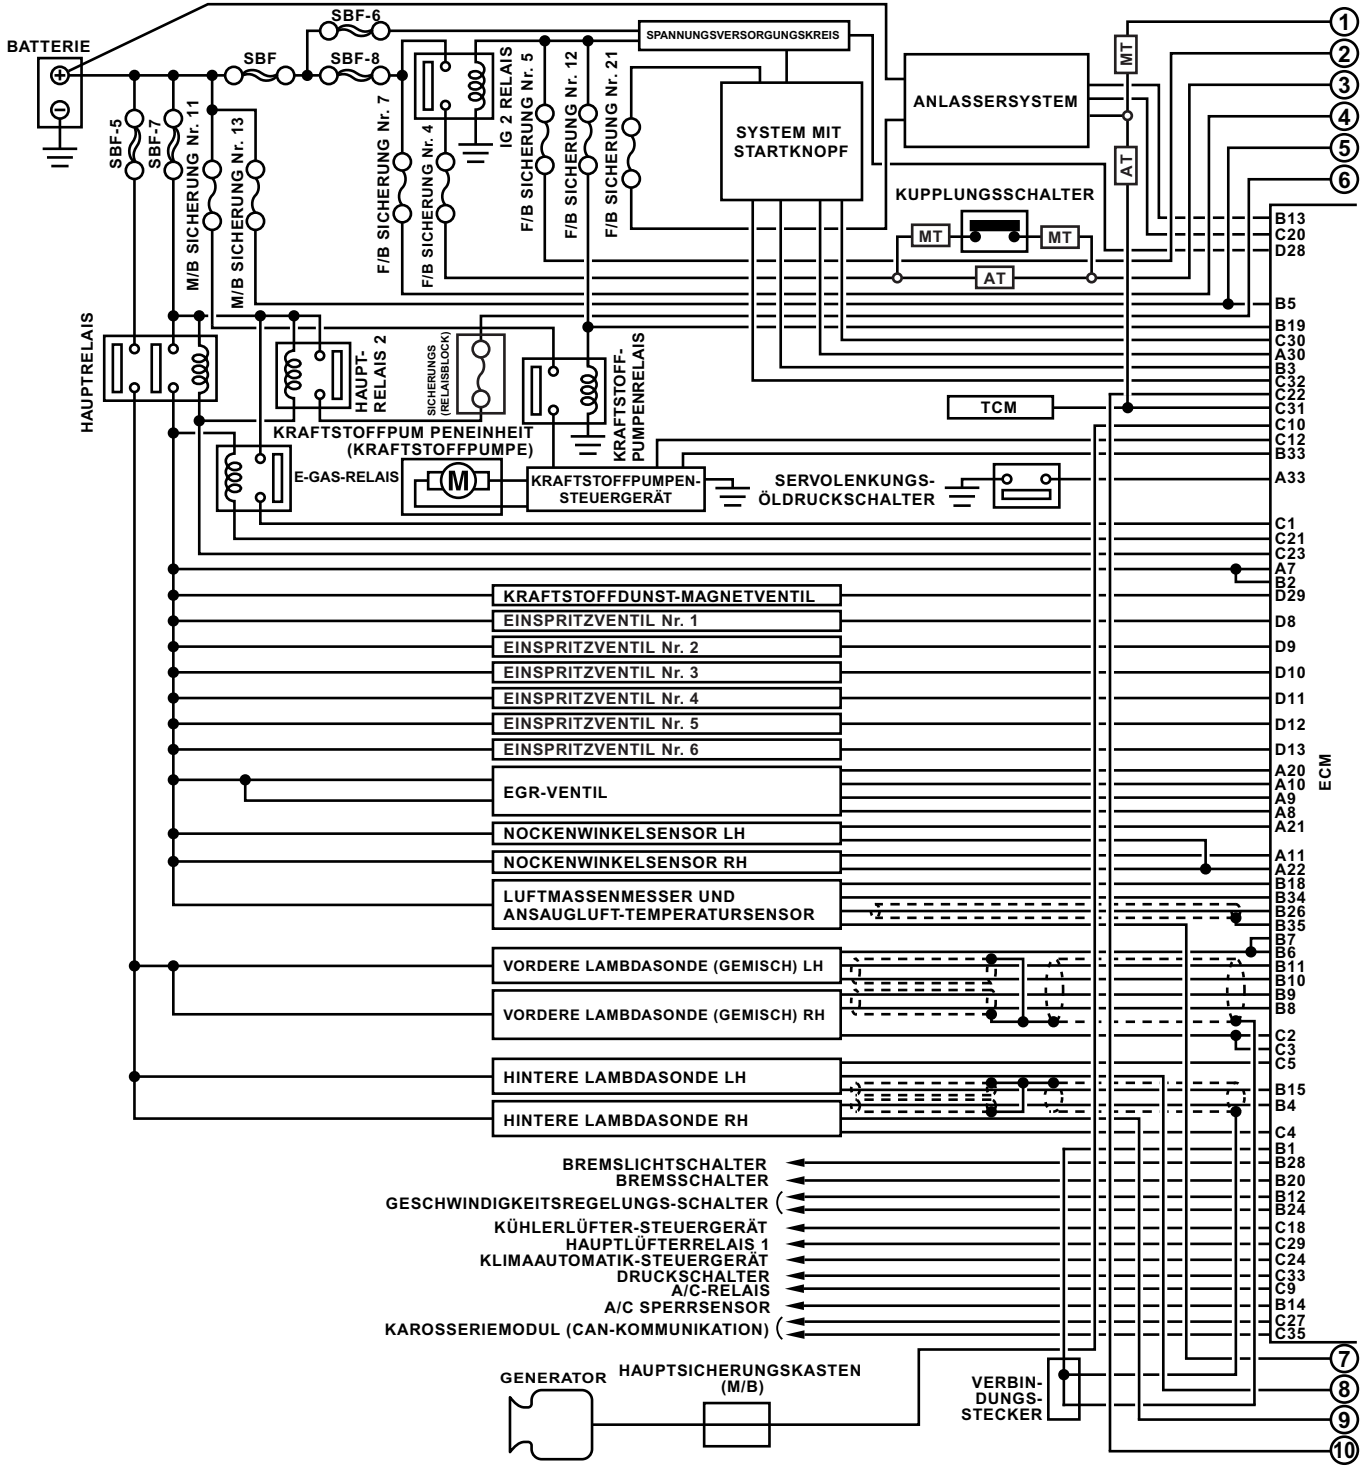 SBF-6
BATTERIE
SBF
SBF-8
SBF-5
SBF-7
M/B SICHERUNG Nr. 11
M/B SICHERUNG Nr. 13
F/B SICHERUNG Nr. 7
F/B SICHERUNG Nr. 4
IG 2 RELAIS
F/B SICHERUNG Nr. 5
F/B SICHERUNG Nr. 12
F/B SICHERUNG Nr. 21
SPANNUNGSVERSORGUNGSKREIS
SYSTEM MIT
STARTKNOPF
ANLASSERSYSTEM
MT
AT
KUPPLUNGSSCHALTER
MT
MT
AT
1
2
3
4
5
6
HAUPTRELAIS
HAUPT-
RELAIS 2
SICHERUNGS
(RELAISBLOCK)
KRAFTSTOFF-
PUMPENRELAIS
TCM
KRAFTSTOFFPUM PENEINHEIT
(KRAFTSTOFFPUMPE)
E-GAS-RELAIS
M
KRAFTSTOFFPUMPEN-
STEUERGERÄT
SERVOLENKUNGS-
ÖLDRUCKSCHALTER
KRAFTSTOFFDUNST-MAGNETVENTIL
EINSPRITZVENTIL Nr. 1
EINSPRITZVENTIL Nr. 2
EINSPRITZVENTIL Nr. 3
EINSPRITZVENTIL Nr. 4
EINSPRITZVENTIL Nr. 5
EINSPRITZVENTIL Nr. 6
EGR-VENTIL
NOCKENWINKELSENSOR LH
NOCKENWINKELSENSOR RH
LUFTMASSENMESSER UND
ANSAUGLUFT-TEMPERATURSENSOR
VORDERE LAMBDASONDE (GEMISCH) LH
VORDERE LAMBDASONDE (GEMISCH) RH
HINTERE LAMBDASONDE LH
HINTERE LAMBDASONDE RH
BREMSLICHTSCHALTER
BREMSSCHALTER
GESCHWINDIGKEITSREGELUNGS-SCHALTER (
KÜHLERLÜFTER-STEUERGERÄT
HAUPTLÜFTERRELAIS 1
KLIMAAUTOMATIK-STEUERGERÄT
DRUCKSCHALTER
A/C-RELAIS
A/C SPERRSENSOR
KAROSSERIEMODUL (CAN-KOMMUNIKATION) (
B13
C20
D28
B5
B19
C30
A30
B3
C32
C22
C31
C10
C12
B33
A33
C1
C21
C23
A7
B2
D29
D8
D9
D10
D11
D12
D13
A20
A10
A9
A8
A21
A11
A22
B18
B34
B26
B35
B7
B6
B11
B10
B9
B8
C2
C3
C5
B15
B4
C4
B1
B28
B20
B12
B24
C18
C29
C24
C33
C9
B14
C27
C35
ECM
GENERATOR
HAUPTSICHERUNGSKASTEN
(M/B)
VERBIN-
DUNGS-
STECKER
7
8
9
10